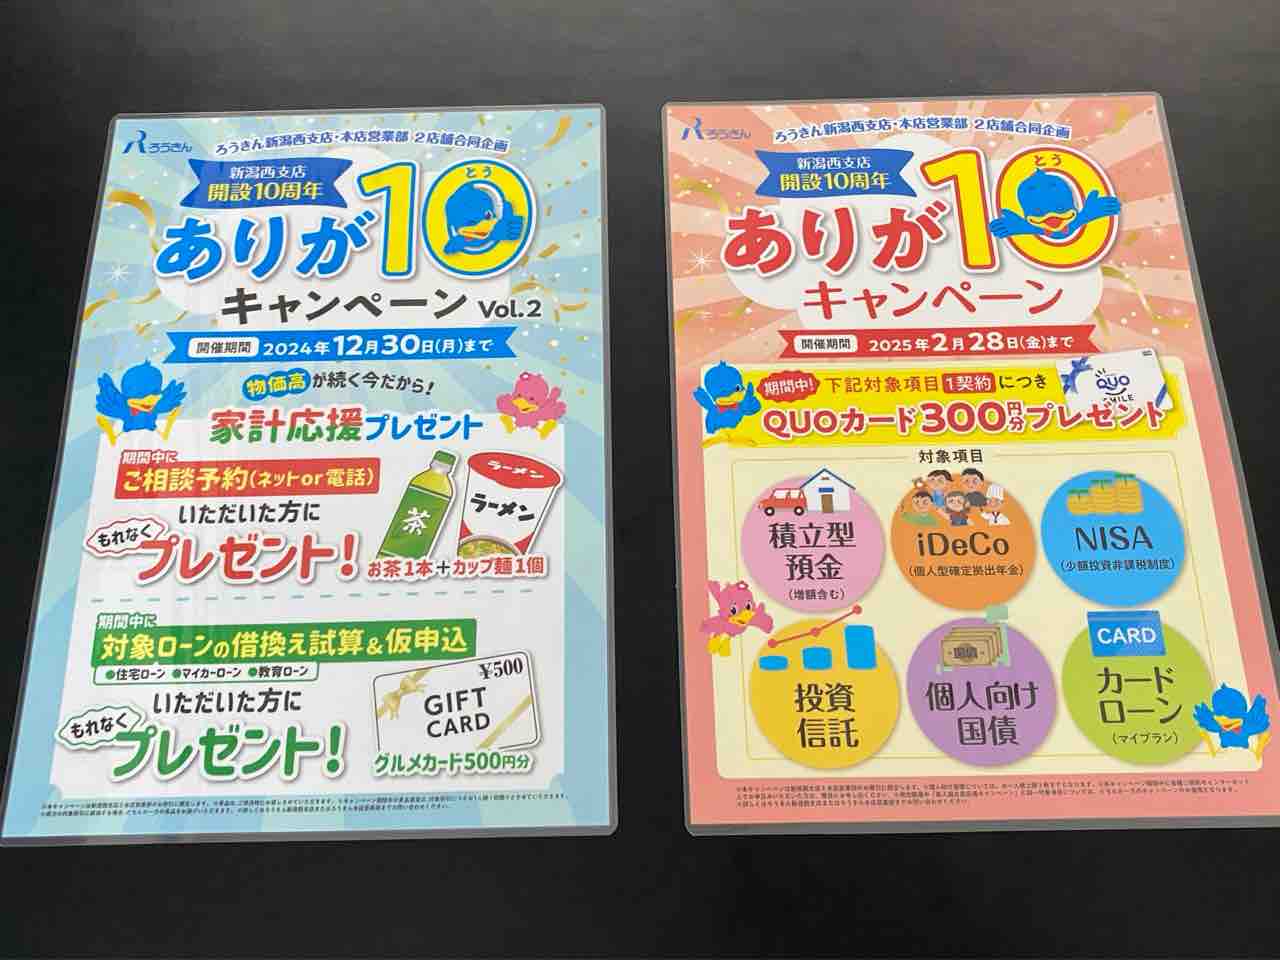 ろうきん
ろうきん新潟西支店・本店営業部 2店舗合同企画
新潟西支店
開設10周年
とう
ありが10
キャンペーン Vol.2
開催期間 2024年12月30日(月)まで
物価高が続く今だから!
家計応援プレゼント
期間中に
ご相談予約(ネットor電話)
いただいた方に
もれなく
プレゼント!
茶
ラーメン
ラーメン
お茶1本+カップ麺1個
期間中に
対象ローンの借換え試算&仮申込
●住宅ローン ●マイカーローン ●教育ローン
いただいた方に
もれなく
プレゼント!
¥500
GIFT
CARD
グルメカード500円分
ろうきん
ろうきん新潟西支店・本店営業部 2店舗合同企画
新潟西支店
開設10周年
とう
ありが10
キャンペーン
開催期間 2025年2月28日(金)まで
期間中! 下記対象項目1契約につき
QUOカード300円分プレゼント
QUO
SMILE
対象項目
積立型
預金
(増額含む)
iDeCo
(個人型確定拠出年金)
NISA
(少額投資非課税制度)
投資
信託
国債
個人向け
国債
CARD
カード
ローン
(マイプラン)